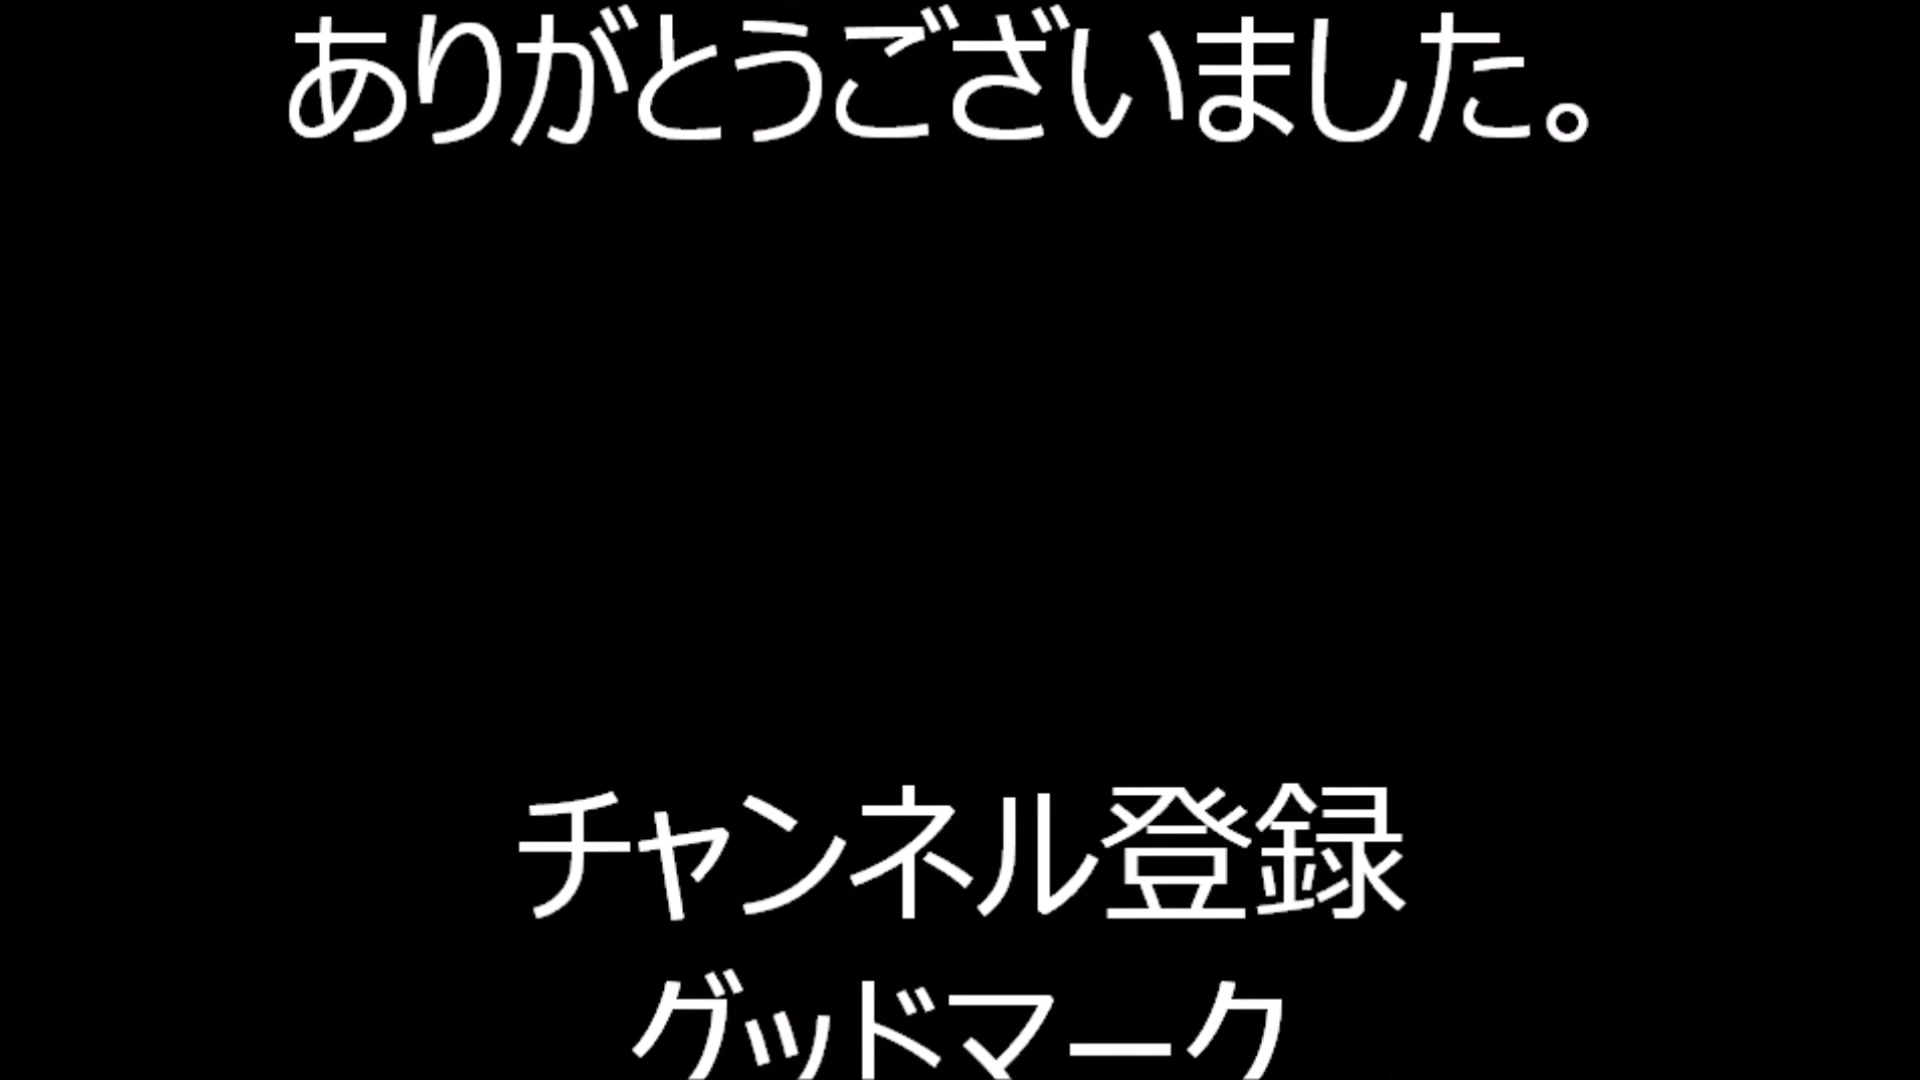 ありがとうございました。
チャンネル登録
グッドマーク